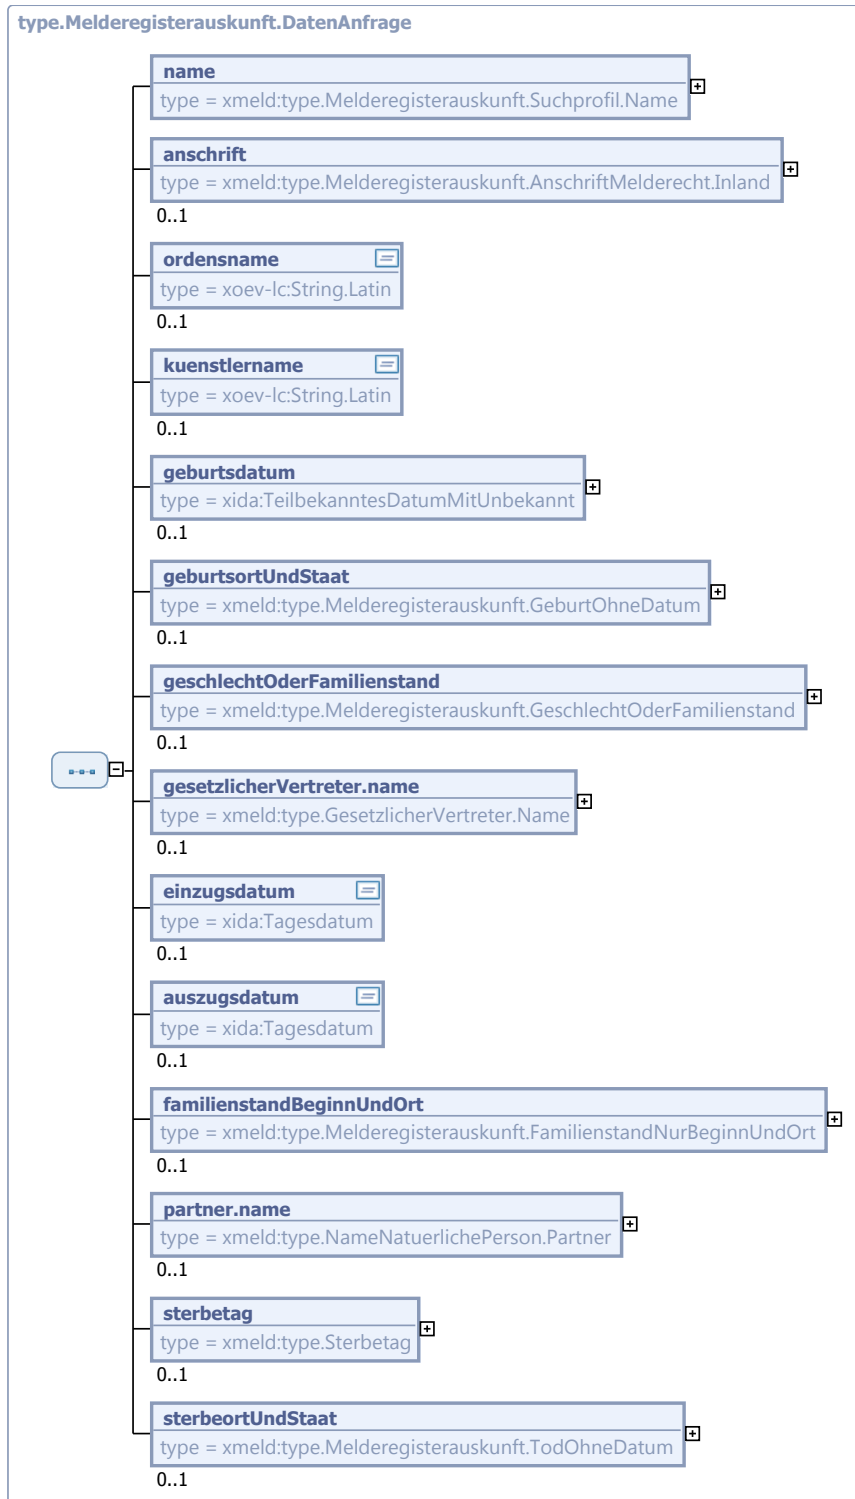 type.Melderegisterauskunft.DatenAnfrage
name
type = xmeld:type.Melderegisterauskunft.Suchprofil.Name
anschrift
type = xmeld:type.Melderegisterauskunft.AnschriftMelderecht.Inland
0..1
ordensname
type = xoev-lc:String.Latin
0..1
kuenstlername
type = xoev-lc:String.Latin
0..1
geburtsdatum
type = xida:TeilbekanntesDatumMitUnbekannt
0..1
geburtsortUndStaat
type = xmeld:type.Melderegisterauskunft.GeburtOhneDatum
0..1
geschlechtOderFamilienstand
type = xmeld:type.Melderegisterauskunft.GeschlechtOderFamilienstand
0..1
gesetzlicherVertreter.name
type = xmeld:type.GesetzlicherVertreter.Name
0..1
einzugsdatum
type = xida:Tagesdatum
0..1
auszugsdatum
type = xida:Tagesdatum
0..1
familienstandBeginnUndOrt
type = xmeld:type.Melderegisterauskunft.FamilienstandNurBeginnUndOrt
0..1
partner.name
type = xmeld:type.NameNatuerlichePerson.Partner
0..1
sterbetag
type = xmeld:type.Sterbetag
0..1
sterbeortUndStaat
type = xmeld:type.Melderegisterauskunft.TodOhneDatum
0..1